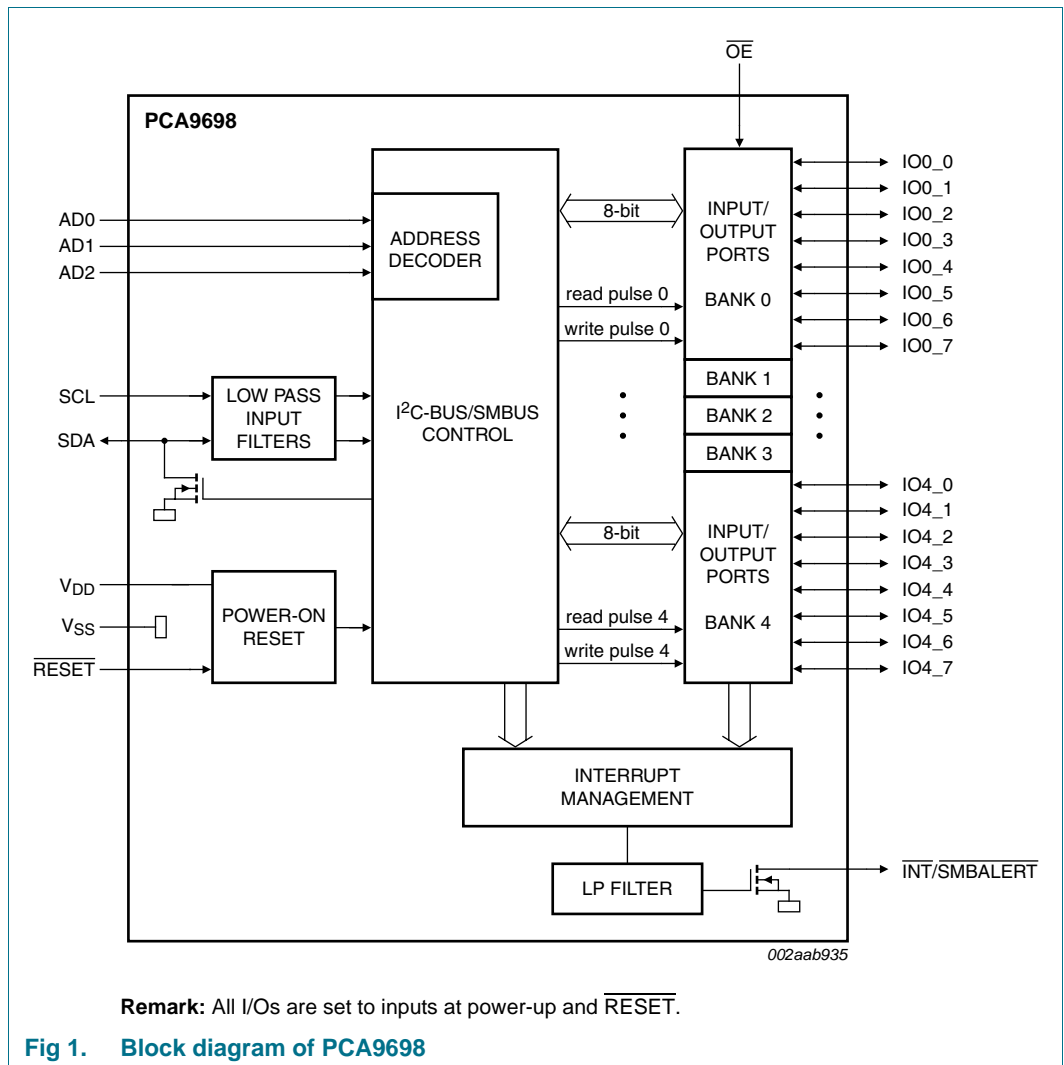 OE
PCA9698
AD0
AD1
AD2
ADDRESS
DECODER
8-bit
INPUT/
OUTPUT
PORTS
BANK 0
read pulse 0
write pulse 0
IO0_0
IO0_1
IO0_2
IO0_3
IO0_4
IO0_5
IO0_6
IO0_7
BANK 1
BANK 2
BANK 3
SCL
SDA
LOW PASS
INPUT
FILTERS
I²C-BUS/SMBUS
CONTROL
8-bit
INPUT/
OUTPUT
PORTS
BANK 4
read pulse 4
write pulse 4
IO4_0
IO4_1
IO4_2
IO4_3
IO4_4
IO4_5
IO4_6
IO4_7
VDD
VSS
RESET
POWER-ON
RESET
INTERRUPT
MANAGEMENT
LP FILTER
INT/SMBALERT
002aab935
Remark: All I/Os are set to inputs at power-up and RESET.
Fig 1. Block diagram of PCA9698